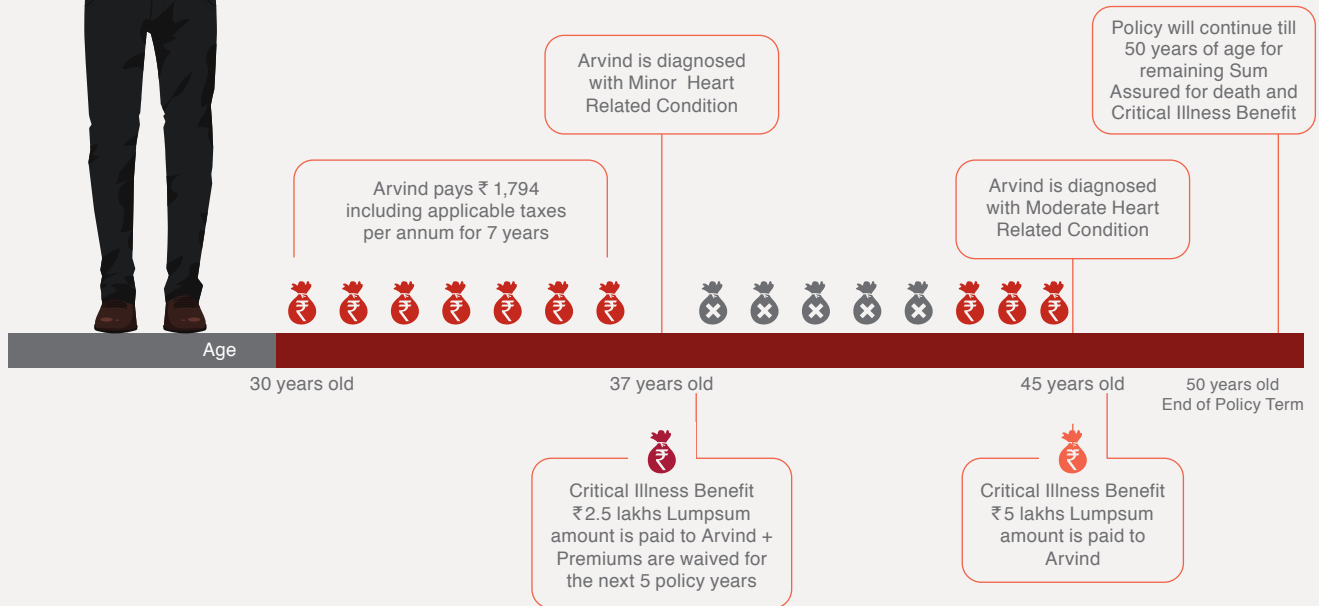 Policy will continue till
50 years of age for
remaining Sum
Assured for death and
Critical Illness Benefit
Arvind is diagnosed
with Minor Heart
Related Condition
Arvind pays ₹ 1,794
including applicable taxes
per annum for 7 years
Arvind is diagnosed
with Moderate Heart
Related Condition
₹ ₹ ₹ ₹ ₹ ₹ ₹ ₹ ₹ ₹
Age
30 years old
37 years old
45 years old
50 years old
End of Policy Term
₹
Critical Illness Benefit
₹2.5 lakhs Lumpsum
amount is paid to Arvind +
Premiums are waived for
the next 5 policy years
₹
Critical Illness Benefit
₹5 lakhs Lumpsum
amount is paid to
Arvind